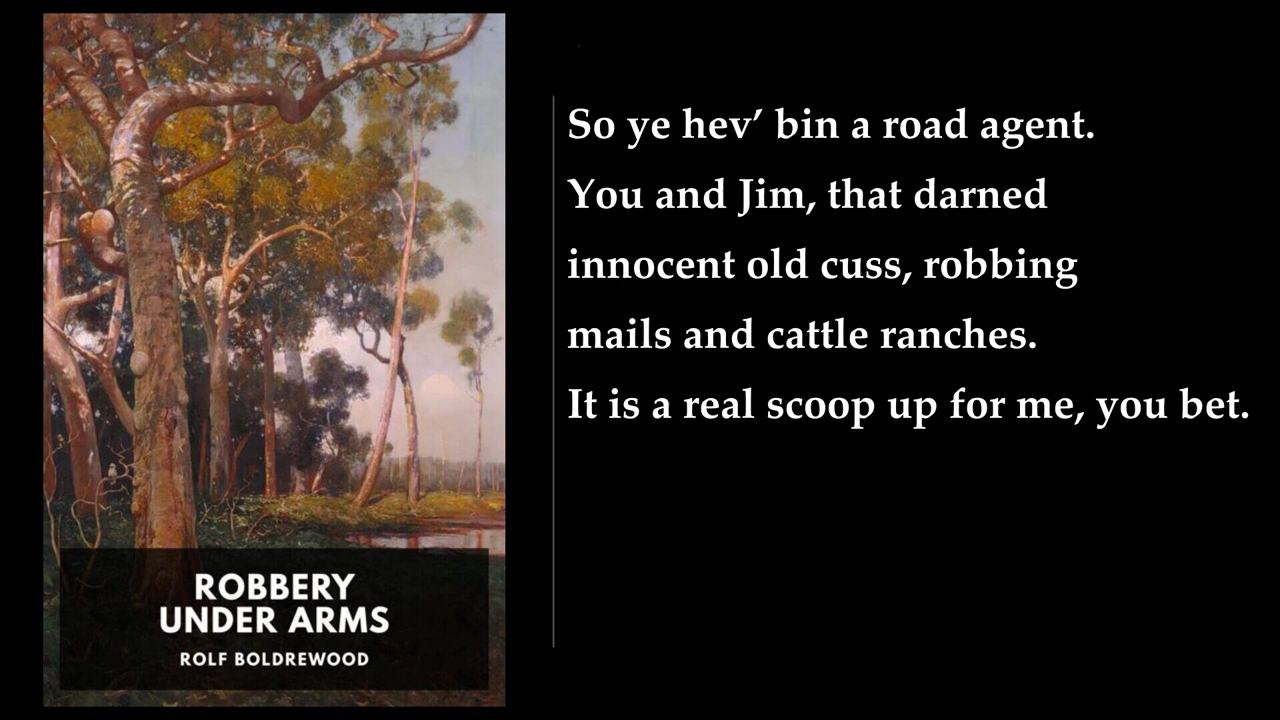 So ye hev’ bin a road agent.
You and Jim, that darned
innocent old cuss, robbing
mails and cattle ranches.
It is a real scoop up for me, you bet.
ROBBERY
UNDER ARMS
ROLF BOLDREWOOD